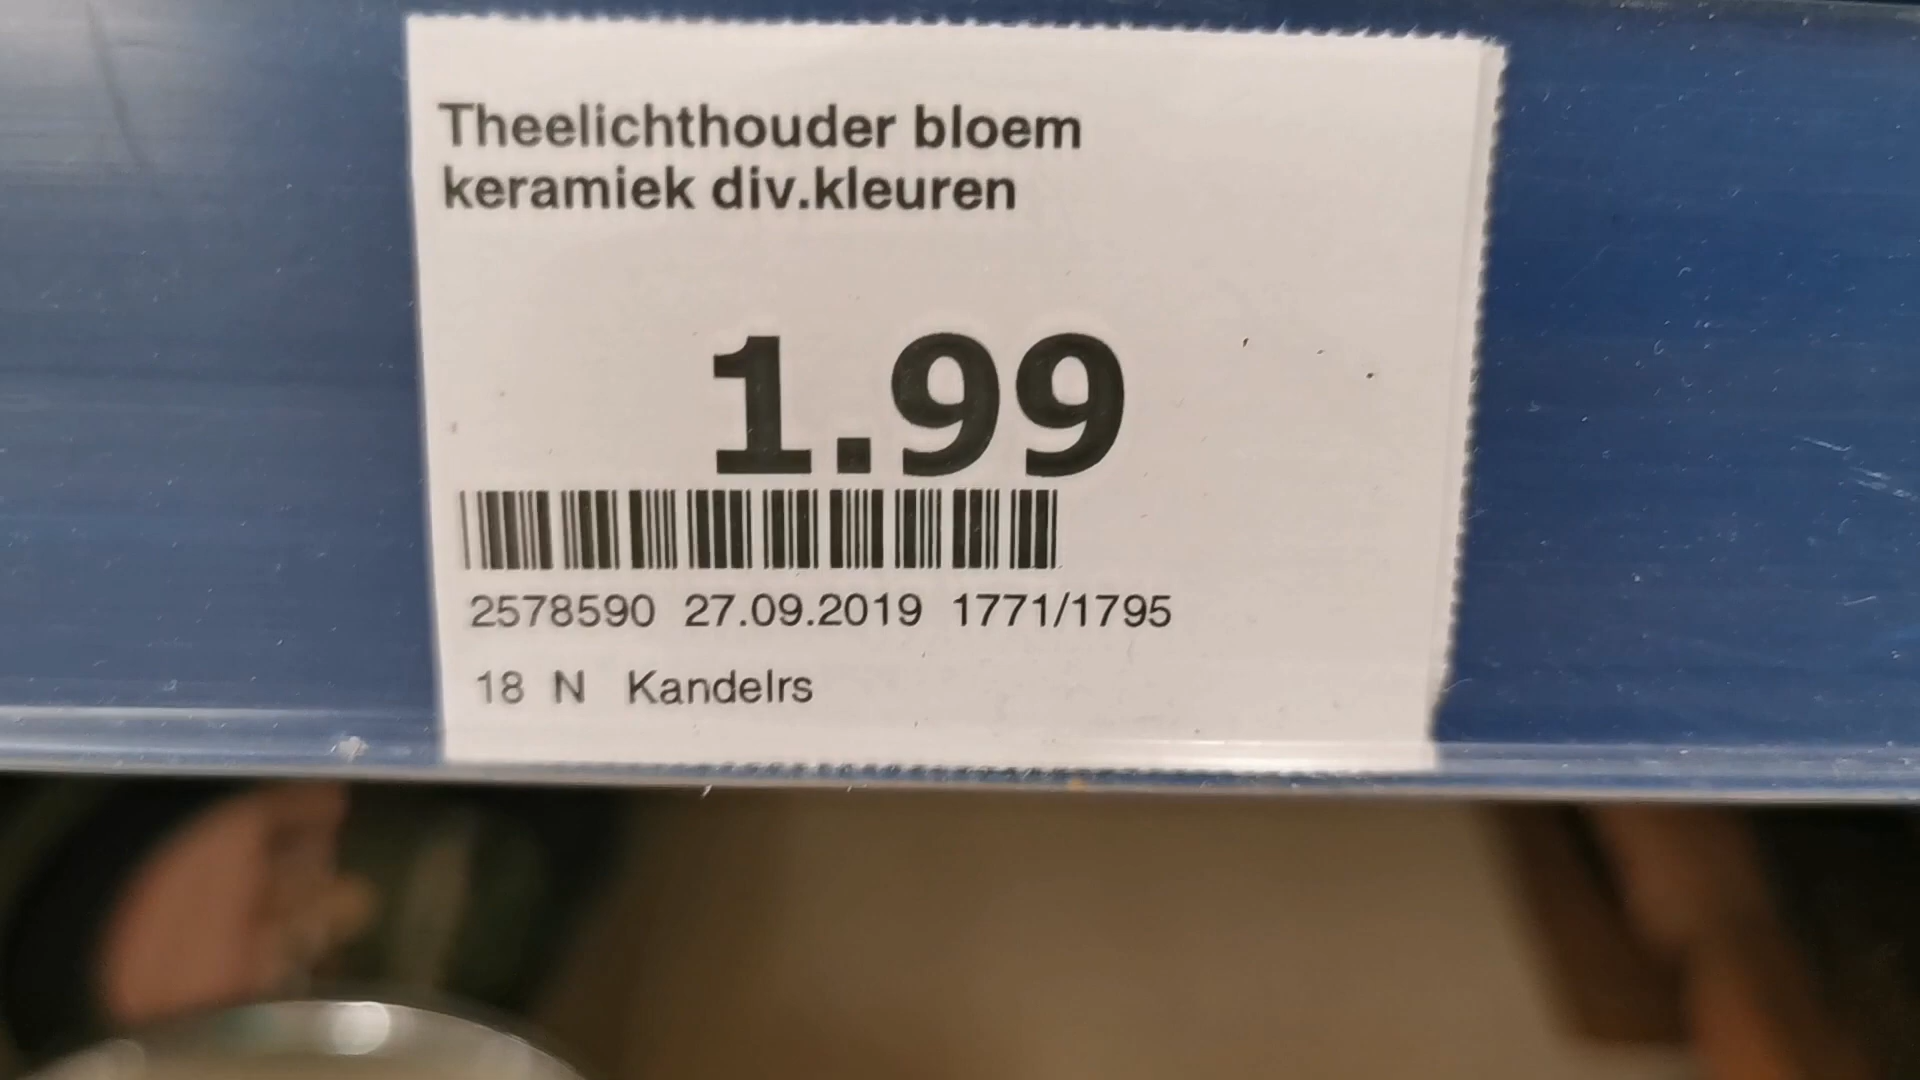 Theelichthouder bloem
keramiek div.kleuren
1.99
2578590 27.09.2019 1771/1795
18 N Kandelrs